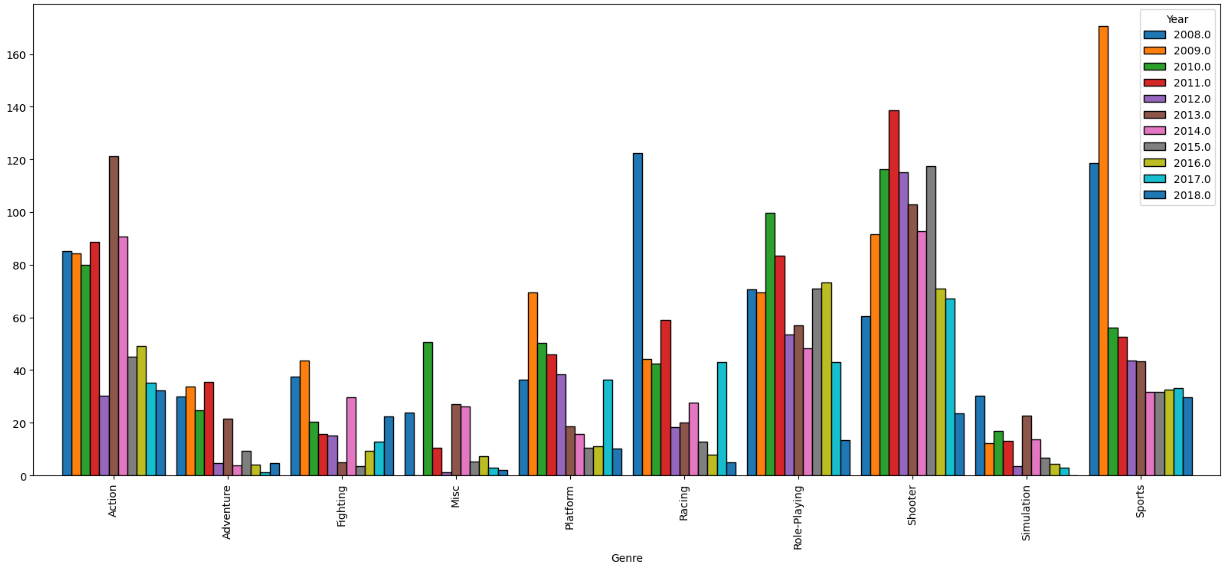 Year
2008.0
2009.0
2010.0
2011.0
2012.0
2013.0
2014.0
2015.0
2016.0
2017.0
2018.0
160
140
120
100
80
60
40
20
0
Action
Adventure
Fighting
Misc
Platform
Racing
Role-Playing
Shooter
Simulation
Sports
Genre